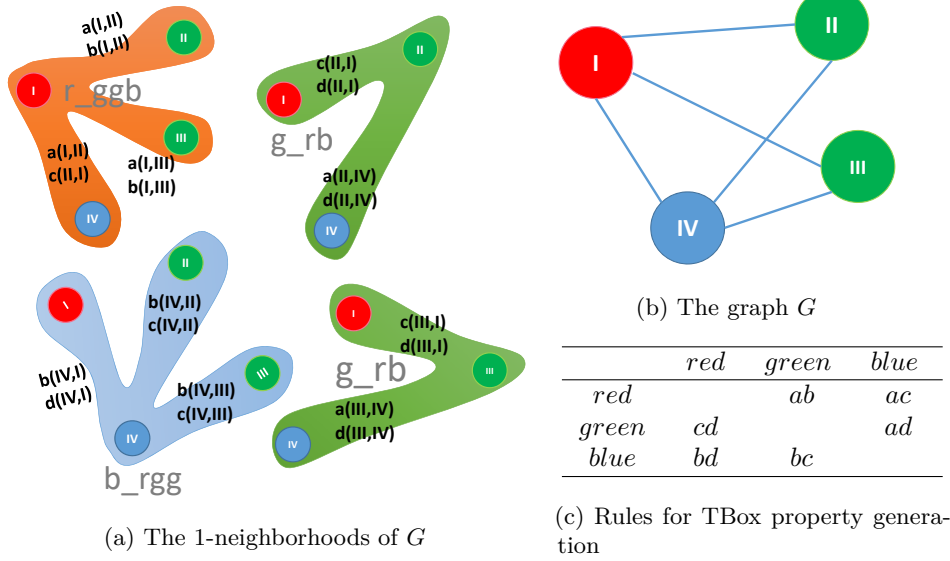 a(I,II)
b(I,II)
II
I
r_ggb
III
a(I,II)
c(II,I)
a(I,III)
b(I,III)
IV
II
c(II,I)
d(II,I)
I
g_rb
a(II,IV)
d(II,IV)
IV
I
II
b(IV,II)
c(IV,II)
b(IV,I)
d(IV,I)
III
b(IV,III)
c(IV,III)
IV
b_rgg
I
c(III,I)
d(III,I)
g_rb
III
a(III,IV)
d(III,IV)
IV
(a) The 1-neighborhoods of G
II
I
III
IV
(b) The graph G
red green blue
red ab ac
green cd ad
blue bd bc
(c) Rules for TBox property genera-
tion